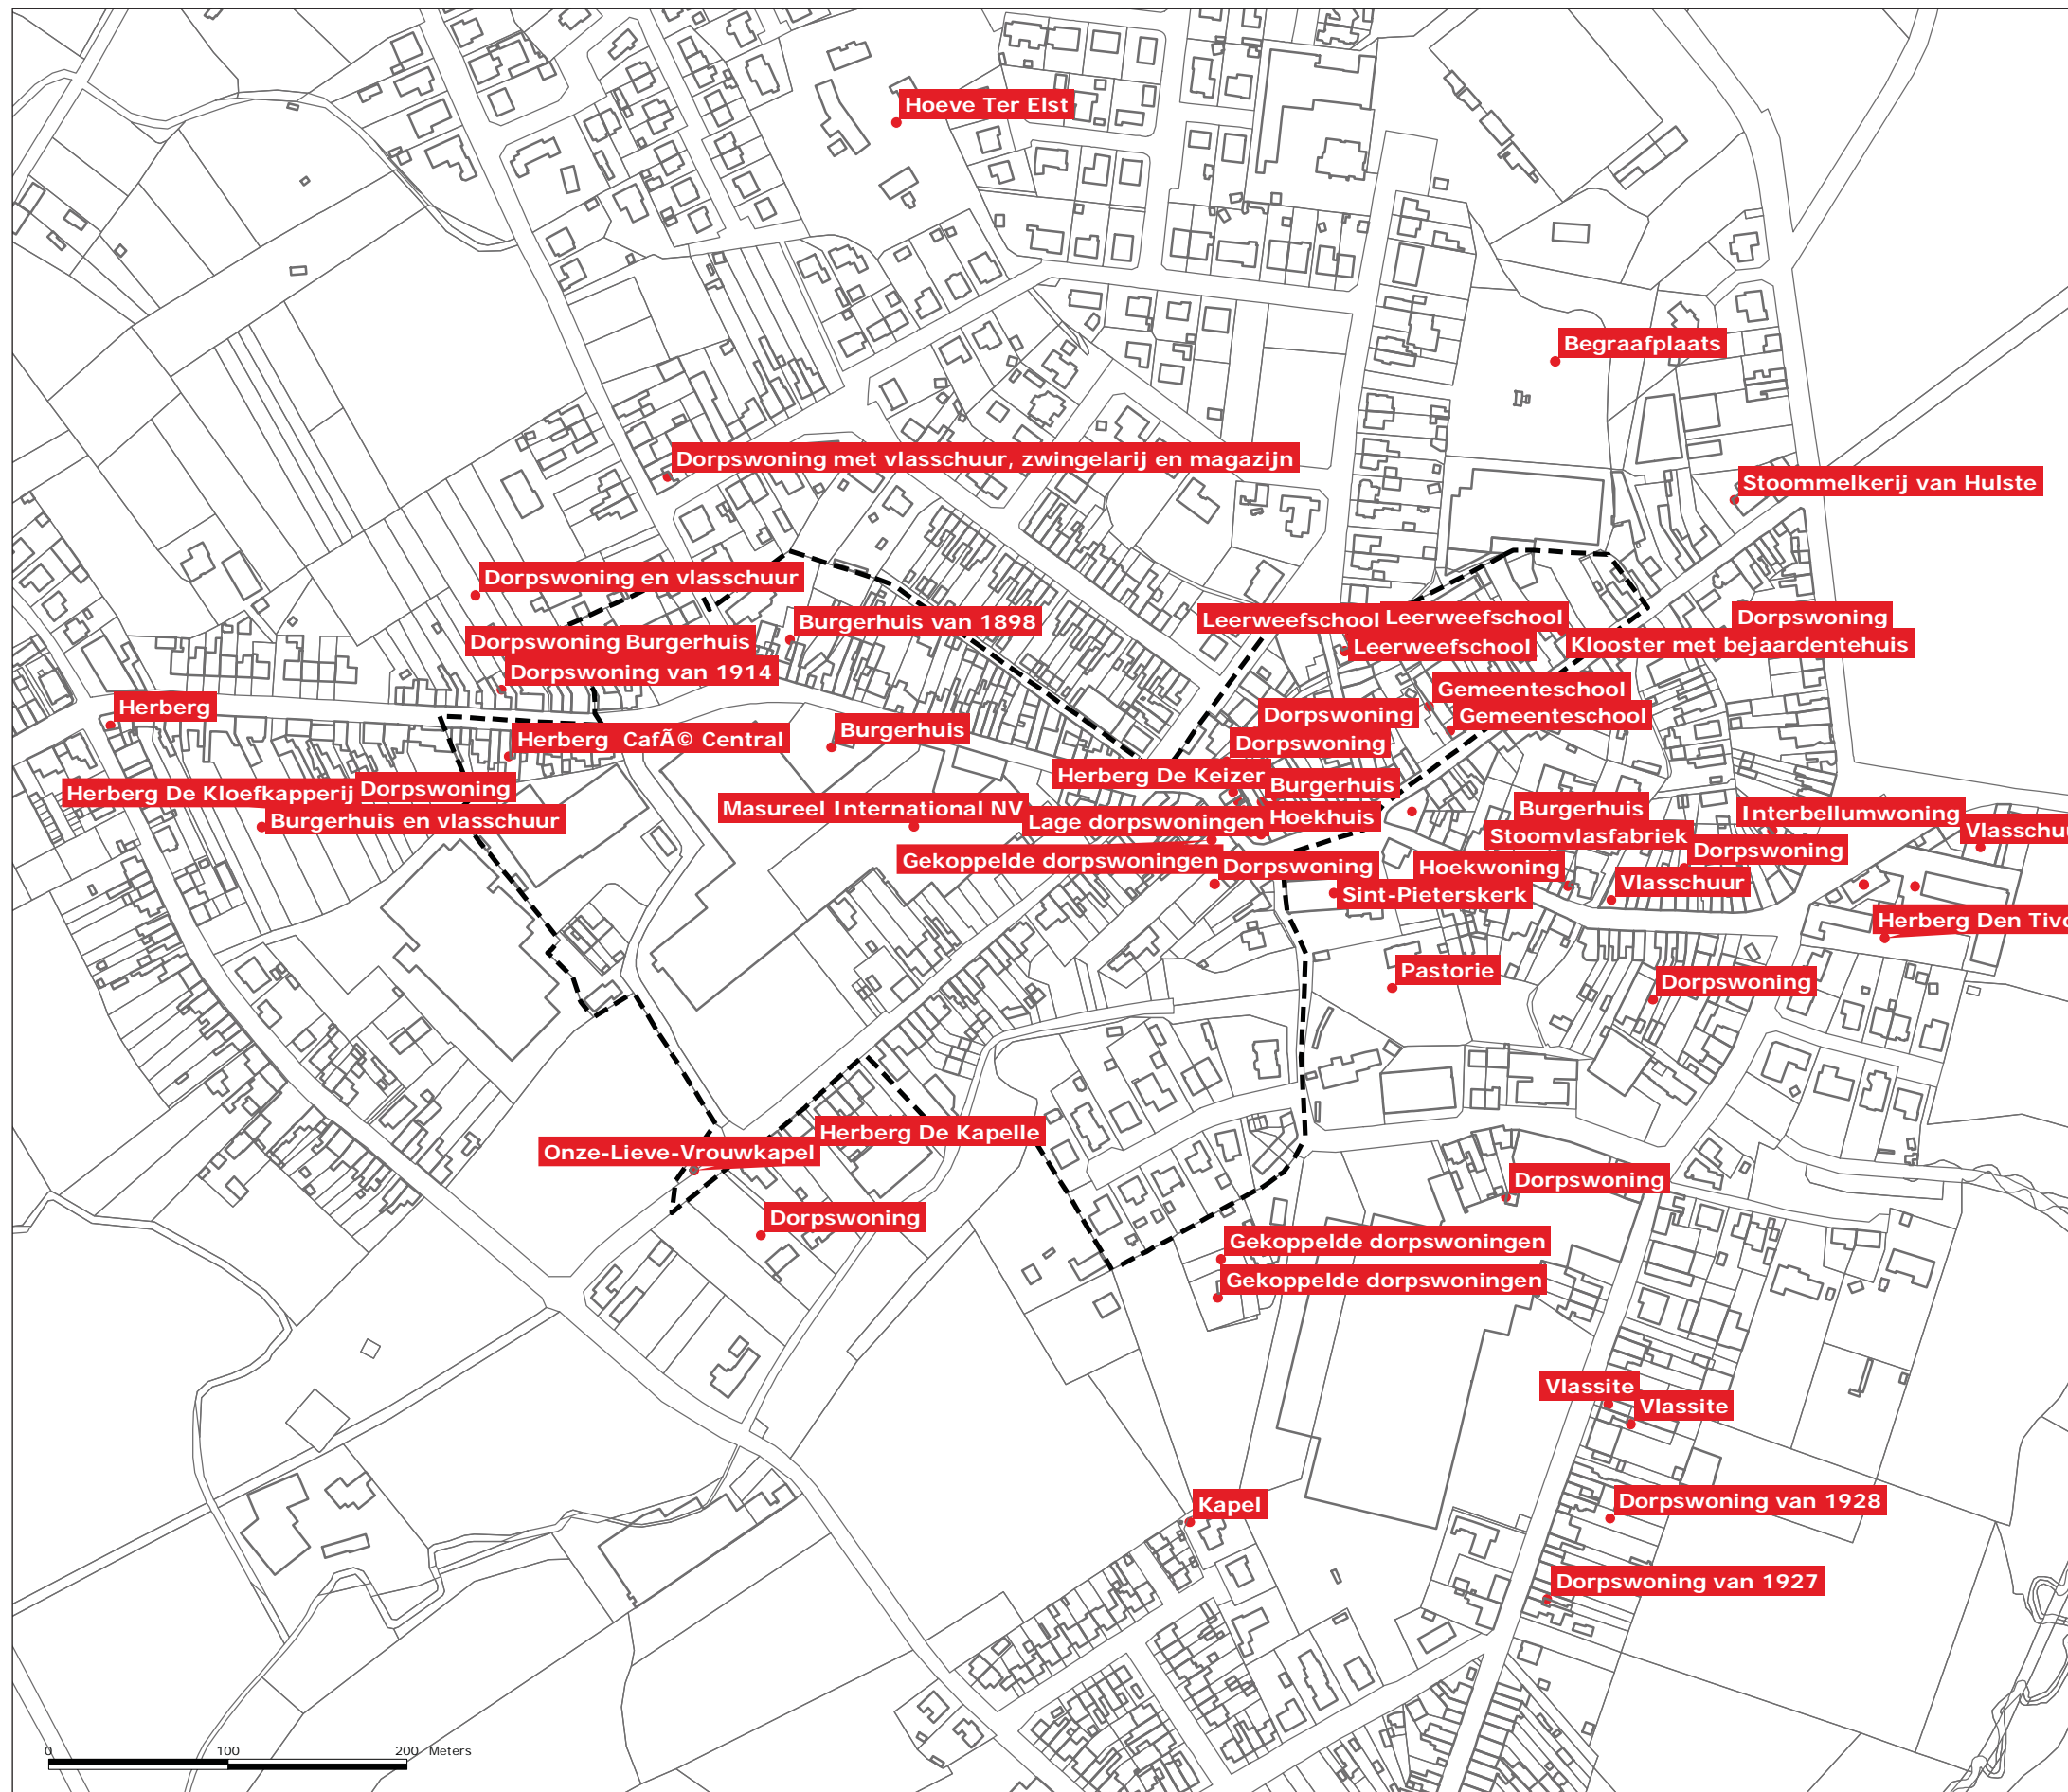 Hoeve Ter Elst
Begraafplaats
Dorpswoning met vlasschuur, zwingelarij en magazijn
Stoommelkerij van Hulste
Dorpswoning en vlasschuur
Burgerhuis van 1898
Leerweefschool
Leerweefschool
Dorpswoning
Dorpswoning
Burgerhuis
Leerweefschool
Klooster met bejaardentehuis
Dorpswoning van 1914
Gemeenteschool
Herberg
Dorpswoning
Gemeenteschool
Herberg CafÃ© Central
Burgerhuis
Dorpswoning
Herberg De Keizer
Burgerhuis
Herberg De Kloefkapperij
Dorpswoning
Burgerhuis en vlasschuur
Masureel International NV
Lage dorpswoningen
Hoekhuis
Burgerhuis
Interbellumwoning
Stoomvlasfabriek
Vlasschuu
Dorpswoning
Gekoppelde dorpswoningen
Dorpswoning
Hoekwoning
Vlasschuur
Sint-Pieterskerk
Herberg Den Tivo
Pastorie
Dorpswoning
Herberg De Kapelle
Onze-Lieve-Vrouwkapel
Dorpswoning
Dorpswoning
Gekoppelde dorpswoningen
Gekoppelde dorpswoningen
Vlassite
Vlassite
Kapel
Dorpswoning van 1928
Dorpswoning van 1927
0 100 200 Meters